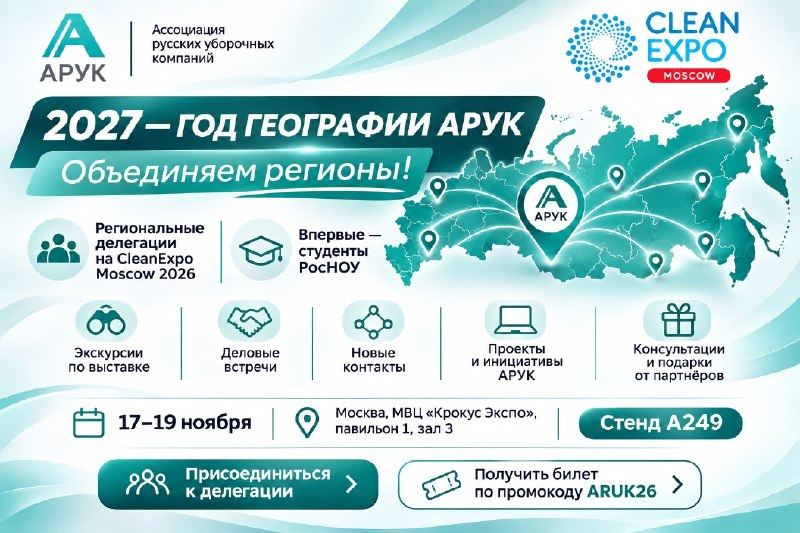 АРУК
Ассоциация
русских уборочных
компаний
CLEAN
EXPO
MOSCOW
2027 — ГОД ГЕОГРАФИИ АРУК
Объединяем регионы!
АРУК
Региональные
делегации
на CleanExpo
Moscow 2026
Впервые —
студенты
РосНОУ
Экскурсии
по выставке
Деловые
встречи
Новые
контакты
Проекты
и инициативы
АРУК
Консультации
и подарки
от партнёров
17–19 ноября
Москва, МВЦ «Крокус Экспо»,
павильон 1, зал 3
Стенд А249
Присоединиться
к делегации
Получить билет
по промокоду ARUK26